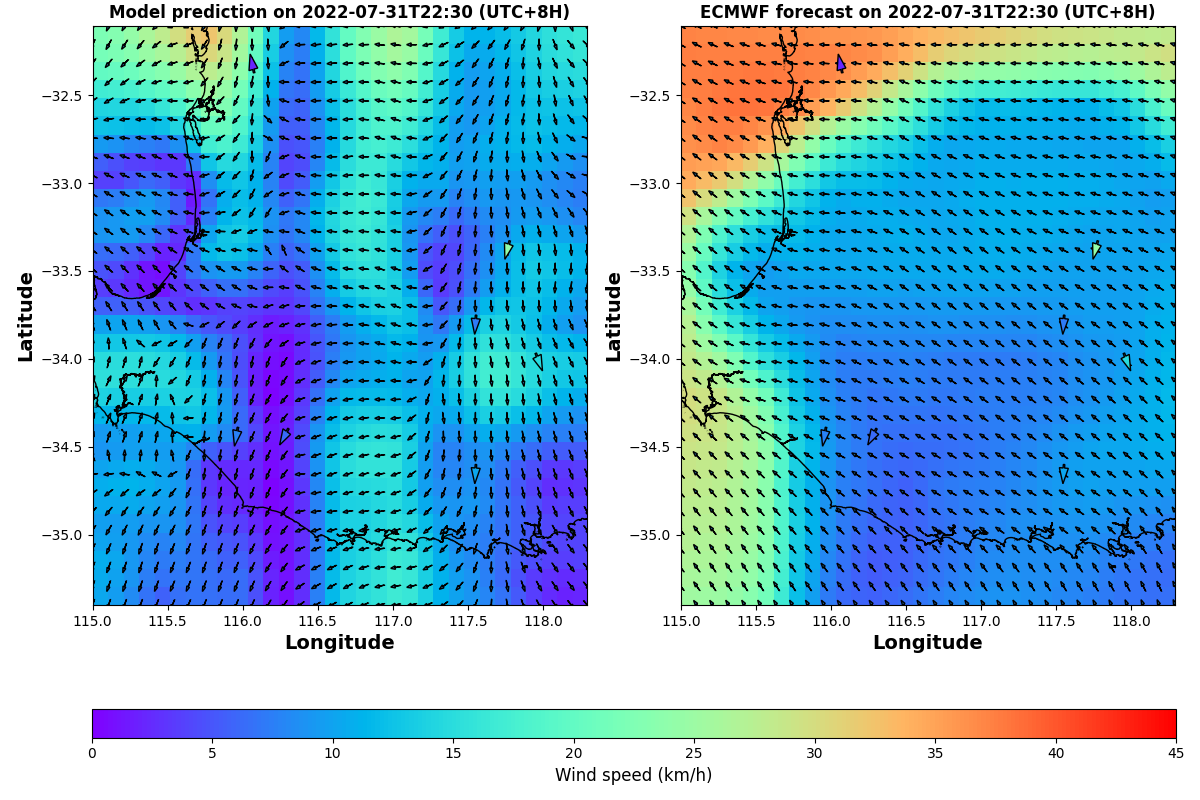 Model prediction on 2022-07-31T22:30 (UTC+8H)
ECMWF forecast on 2022-07-31T22:30 (UTC+8H)
Latitude
−32.5
−33.0
−33.5
−34.0
−34.5
−35.0
115.0 115.5 116.0 116.5 117.0 117.5 118.0
Longitude
Latitude
−32.5
−33.0
−33.5
−34.0
−34.5
−35.0
115.0 115.5 116.0 116.5 117.0 117.5 118.0
Longitude
0 5 10 15 20 25 30 35 40 45
Wind speed (km/h)